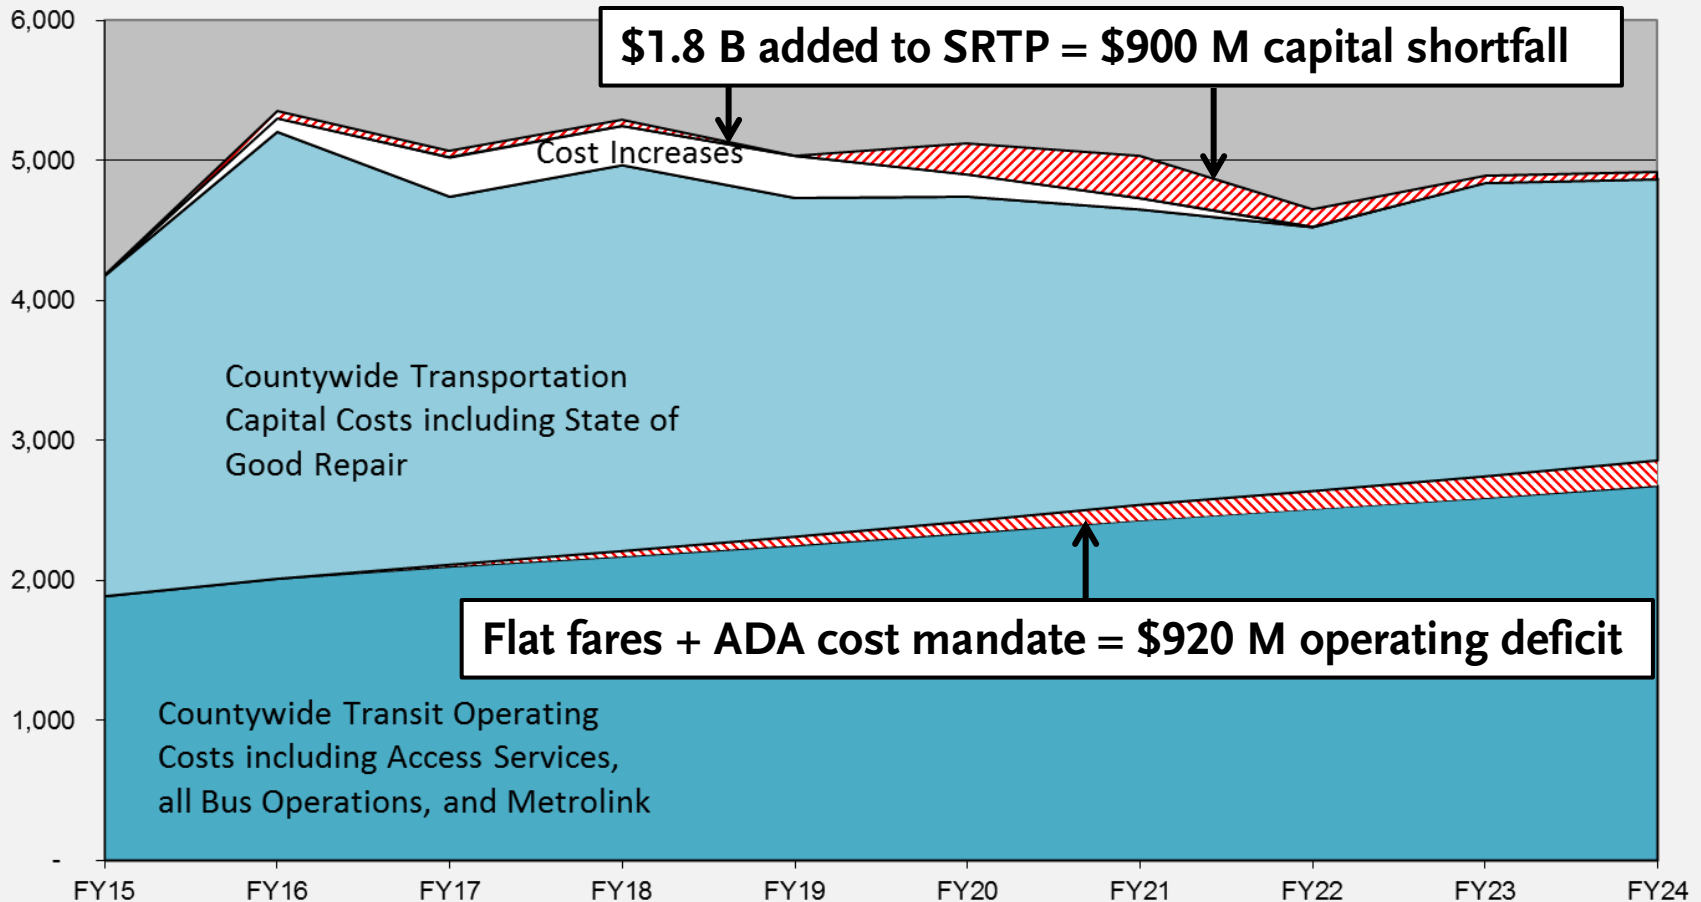 6,000
$1.8 B added to SRTP = $900 M capital shortfall
5,000
Cost Increases
4,000
Countywide Transportation
Capital Costs including State of
Good Repair
3,000
2,000
Flat fares + ADA cost mandate = $920 M operating deficit
1,000
Countywide Transit Operating
Costs including Access Services,
all Bus Operations, and Metrolink
-
FY15 FY16 FY17 FY18 FY19 FY20 FY21 FY22 FY23 FY24